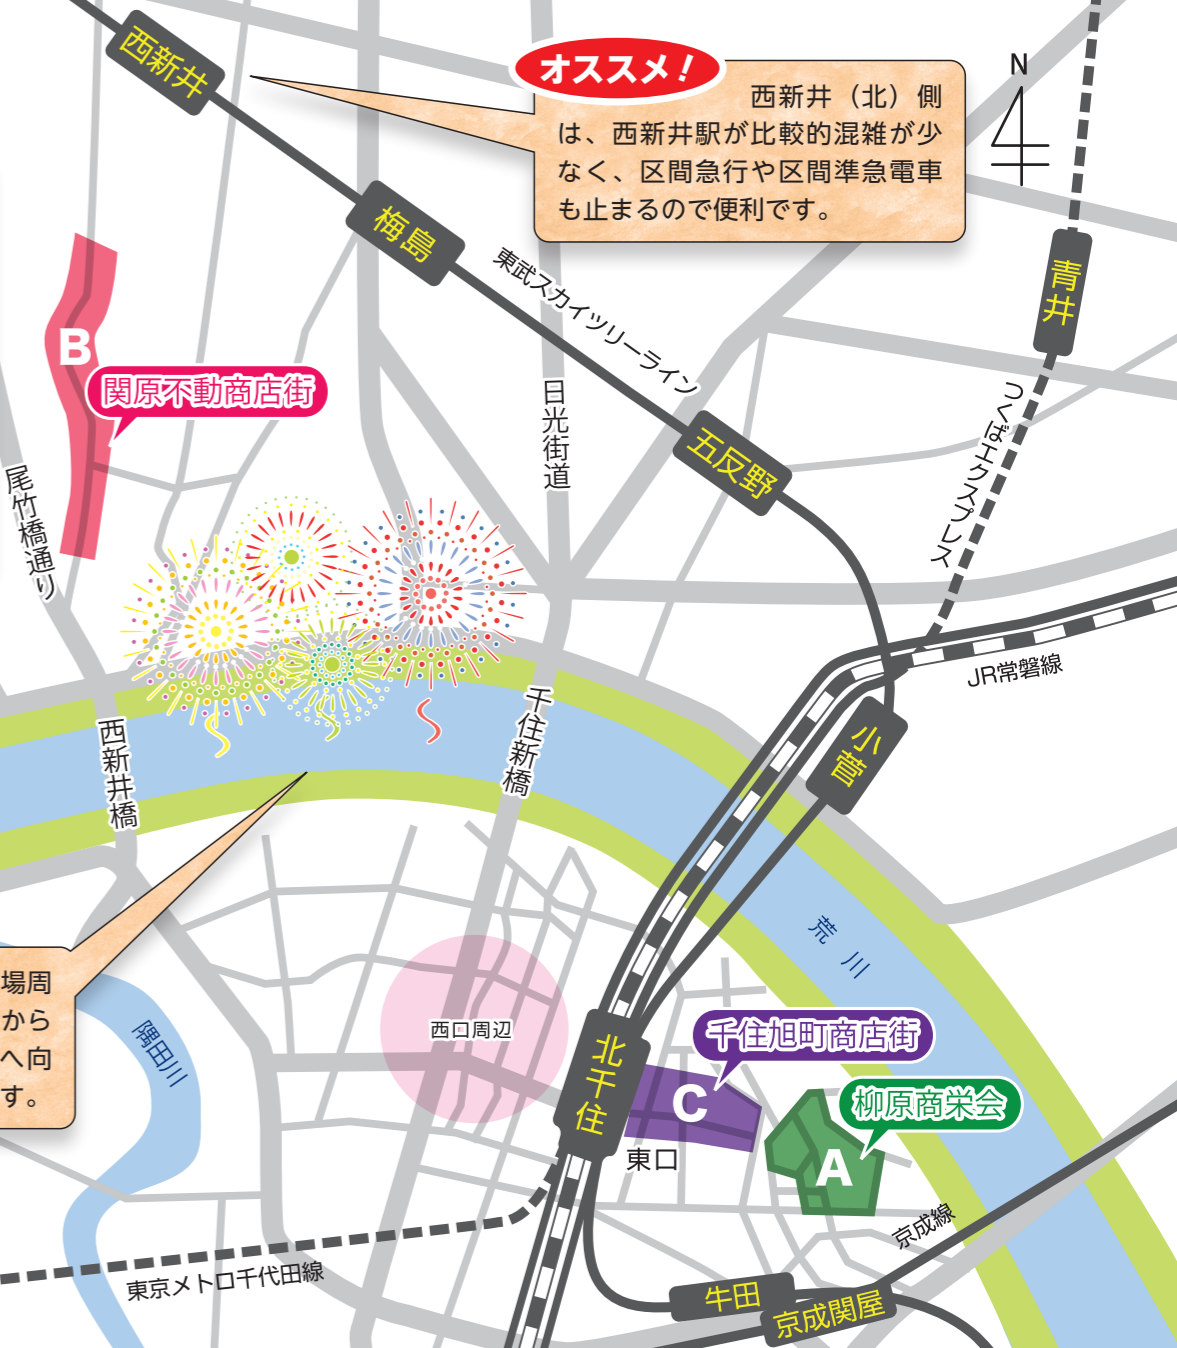 西新井
オススメ！
西新井（北）側
は、西新井駅が比較的混雑が少
なく、区間急行や区間準急電車
も止まるので便利です。
N
梅島
東武スカイツリーライン
青井
B
関原不動商店街
日光街道
つくばエクスプレス
五反野
尾竹橋通り
JR常磐線
西新井橋
千住新橋
小菅
荒川
場周
から
へ向
す。
隅田川
西口周辺
北千住
千住旭町商店街
C
柳原商栄会
A
東口
京成線
東京メトロ千代田線
牛田
京成関屋